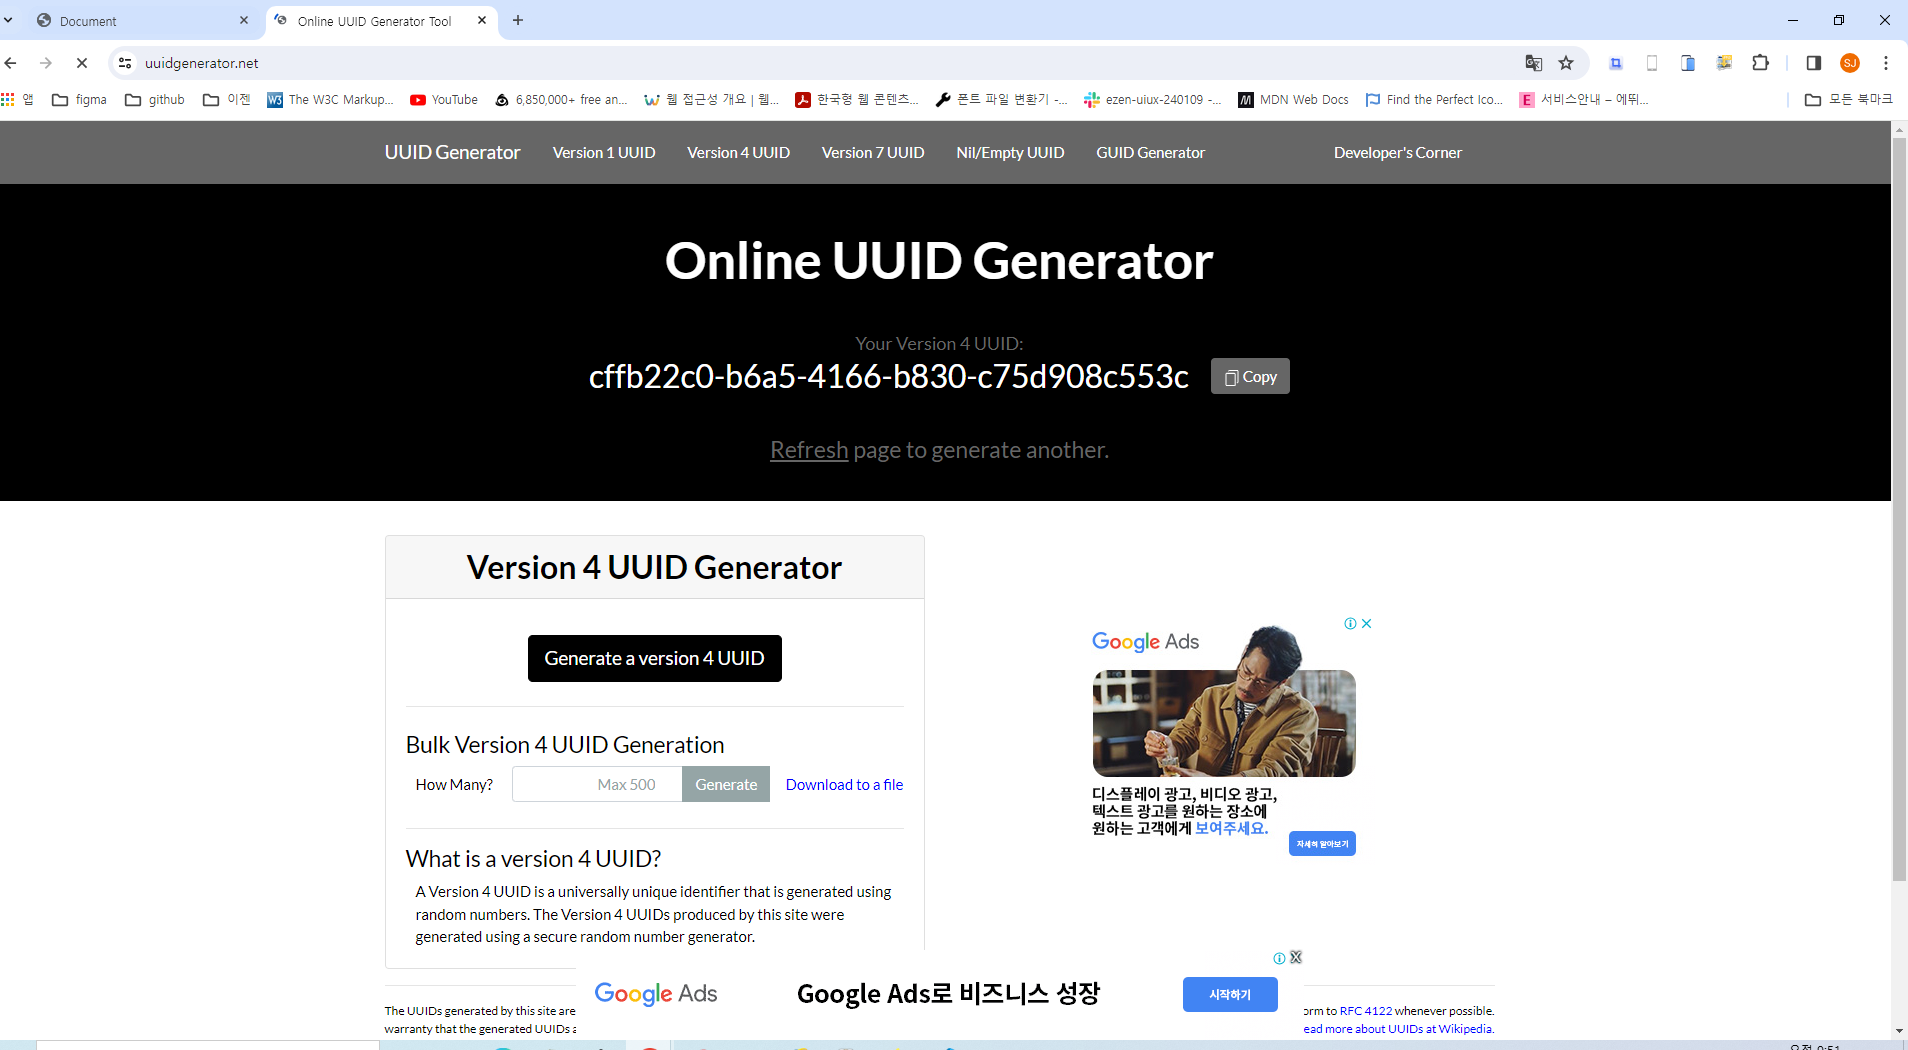 Document
Online UUID Generator Tool
uuidgenerator.net
SJ
앱
figma
github
이젠
The W3C Markup...
YouTube
6,850,000+ free an...
웹 접근성 개요 | 웹...
한국형 웹 콘텐츠...
폰트 파일 변환기 -...
ezen-uiux-240109 -...
MDN Web Docs
Find the Perfect Ico...
서비스안내 – 에뛰...
모든 북마크
UUID Generator
Version 1 UUID
Version 4 UUID
Version 7 UUID
Nil/Empty UUID
GUID Generator
Developer's Corner
Online UUID Generator
Your Version 4 UUID:
cffb22c0-b6a5-4166-b830-c75d908c553c
Copy
Refresh page to generate another.
Version 4 UUID Generator
Generate a version 4 UUID
Bulk Version 4 UUID Generation
How Many?
Max 500
Generate
Download to a file
What is a version 4 UUID?
A Version 4 UUID is a universally unique identifier that is generated using
random numbers. The Version 4 UUIDs produced by this site were
generated using a secure random number generator.
Google Ads
디스플레이 광고, 비디오 광고,
텍스트 광고를 원하는 장소에
원하는 고객에게 보여주세요.
자세히 알아보기
Google Ads
Google Ads로 비즈니스 성장
시작하기
The UUIDs generated by this site are
orm to RFC 4122 whenever possible.
warranty that the generated UUIDs a
ead more about UUIDs at Wikipedia.